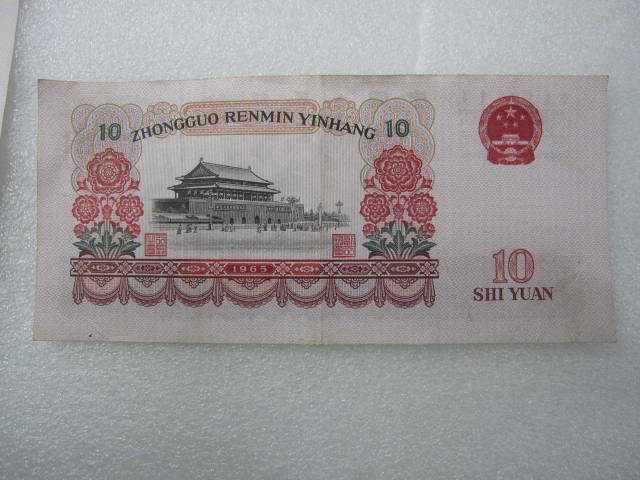 10 ZHONGGUO RENMIN YINHANG 10
1965
10
SHI YUAN